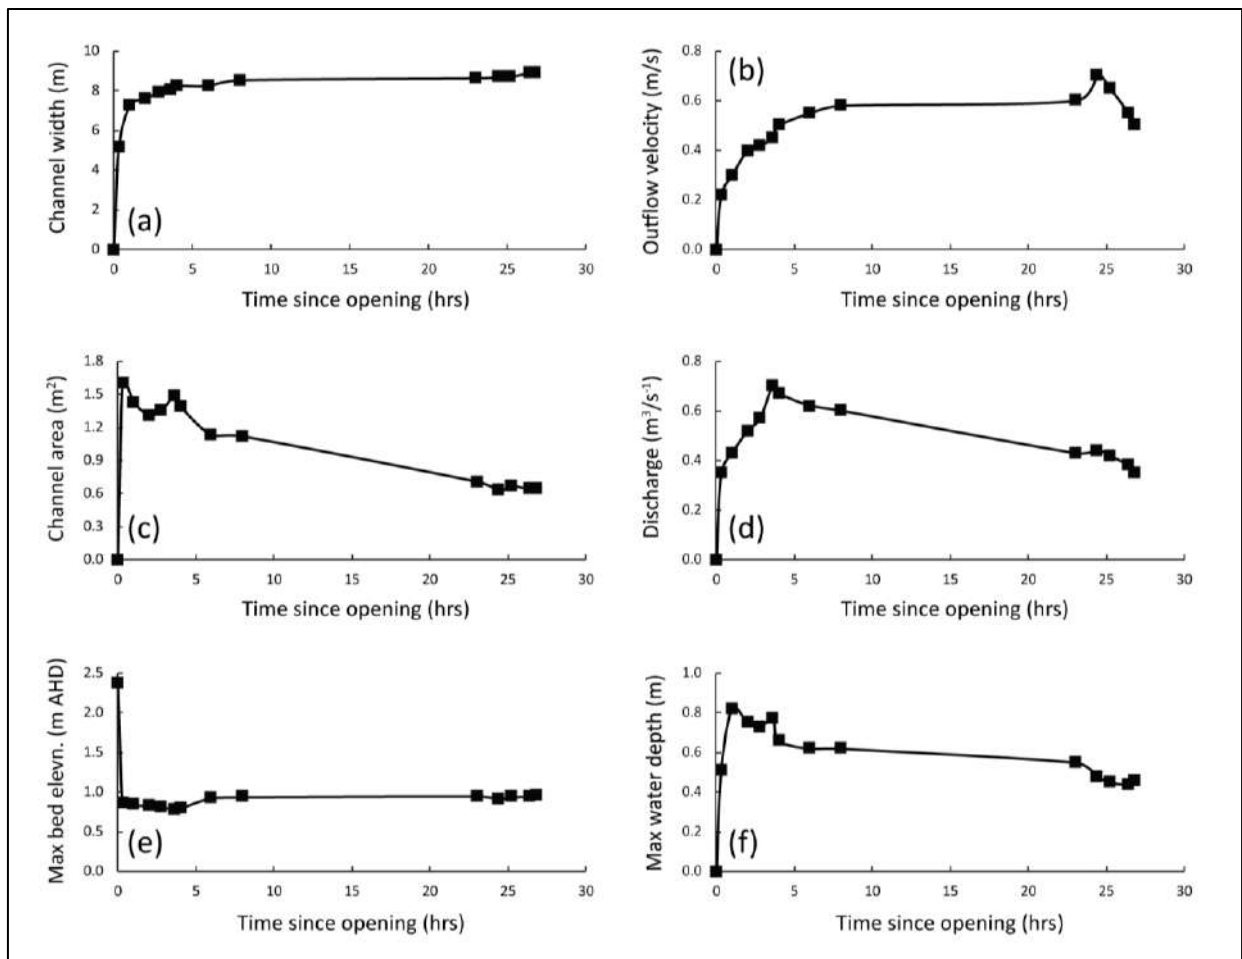 Channel width (m)
10
8
6
4
2
0
(a)
0 5 10 15 20 25 30
Time since opening (hrs)
Outflow velocity (m/s)
0.8
0.6
0.4
0.2
0.0
(b)
0 5 10 15 20 25 30
Time since opening (hrs)
Channel area (m²)
1.8
1.5
1.2
0.9
0.6
0.3
0.0
(c)
0 5 10 15 20 25 30
Time since opening (hrs)
Discharge (m³/s⁻¹)
0.8
0.6
0.4
0.2
0.0
(d)
0 5 10 15 20 25 30
Time since opening (hrs)
Max bed elevn. (m AHD)
2.5
2.0
1.5
1.0
0.5
0.0
(e)
0 5 10 15 20 25 30
Time since opening (hrs)
Max water depth (m)
1.0
0.8
0.6
0.4
0.2
0.0
(f)
0 5 10 15 20 25 30
Time since opening (hrs)